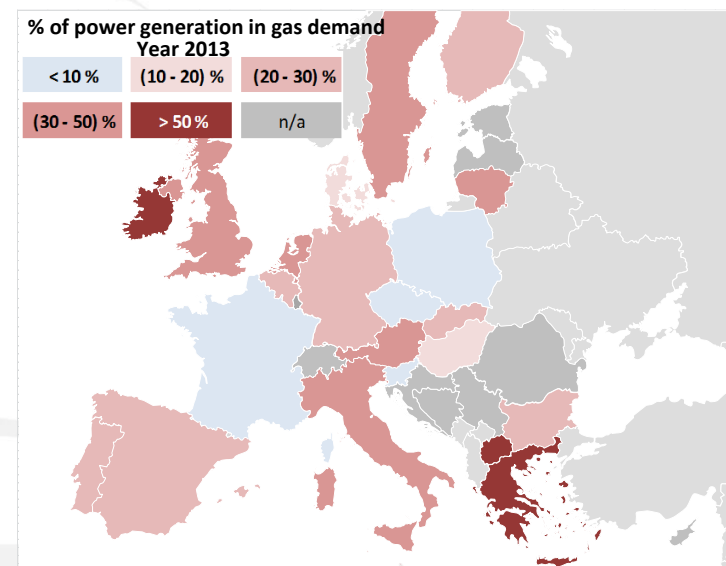 % of power generation in gas demand
Year 2013
< 10 % (10 - 20) % (20 - 30) %
(30 - 50) % > 50 % n/a